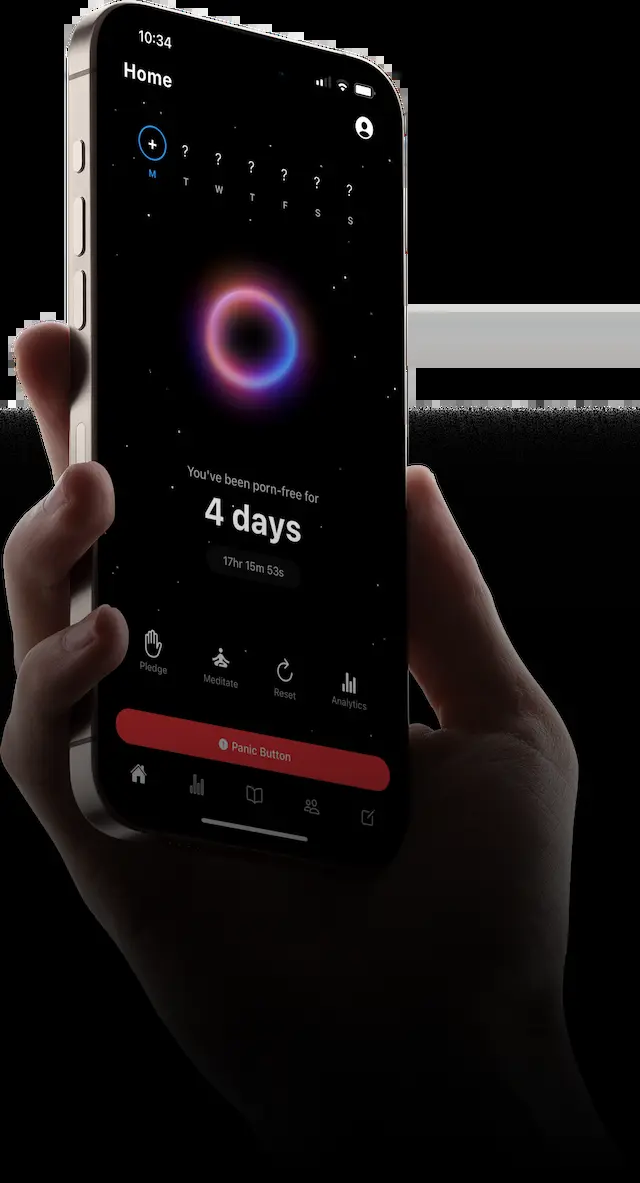 10:34
Home
+
? ? ? ? ? ?
M T W T F S S
You've been porn-free for
4 days
17hr 15m 53s
Pledge Meditate Reset Analytics
! Panic Button